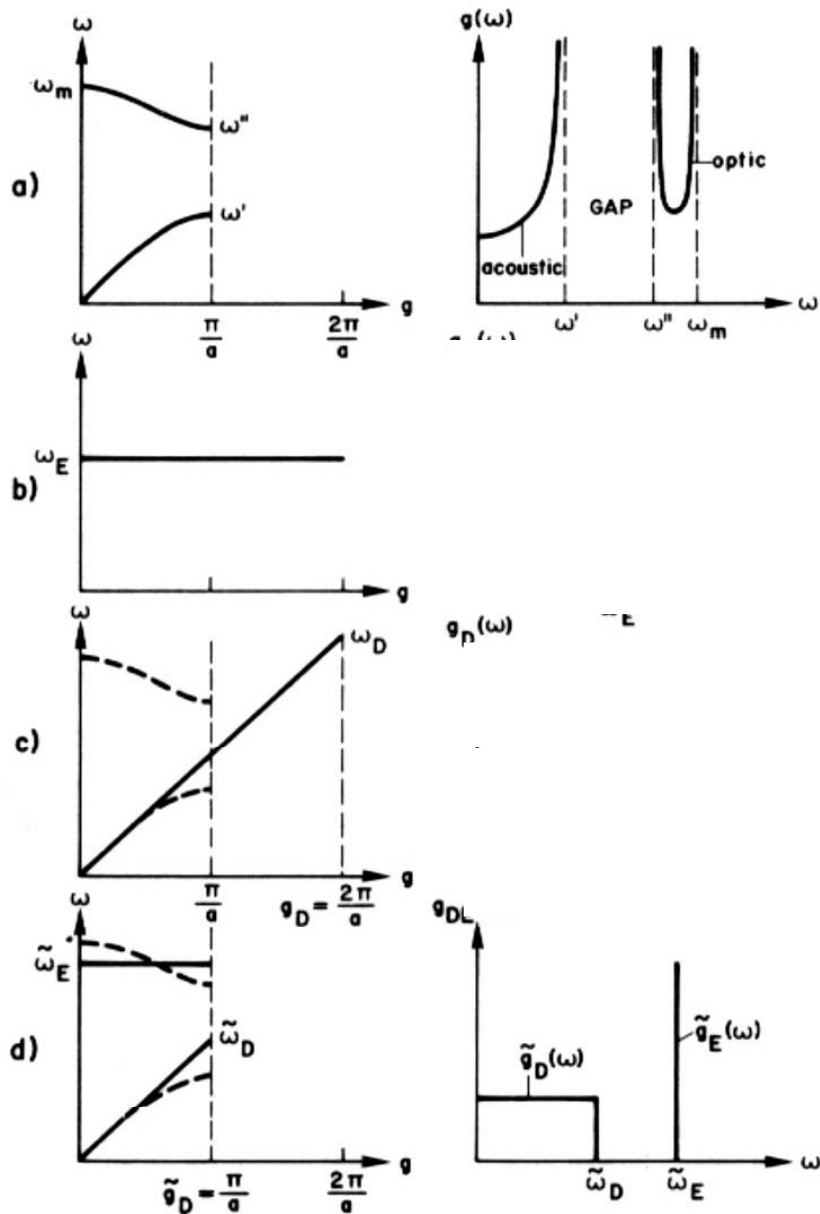 ω
g(ω)
ω_m
ω''
a)
ω'
optic
GAP
acoustic
g
ω
π/a
2π/a
ω'
ω''
ω_m
ω
ω_E
b)
g
ω
g_D(ω)
E
ω_D
c)
g
π/a
g_D = 2π/a
ω
g_DL
ω̃_E
d)
ω̃_D
g̃_D(ω)
g̃_E(ω)
g
ω
g̃_D = π/a
2π/a
ω̃_D
ω̃_E